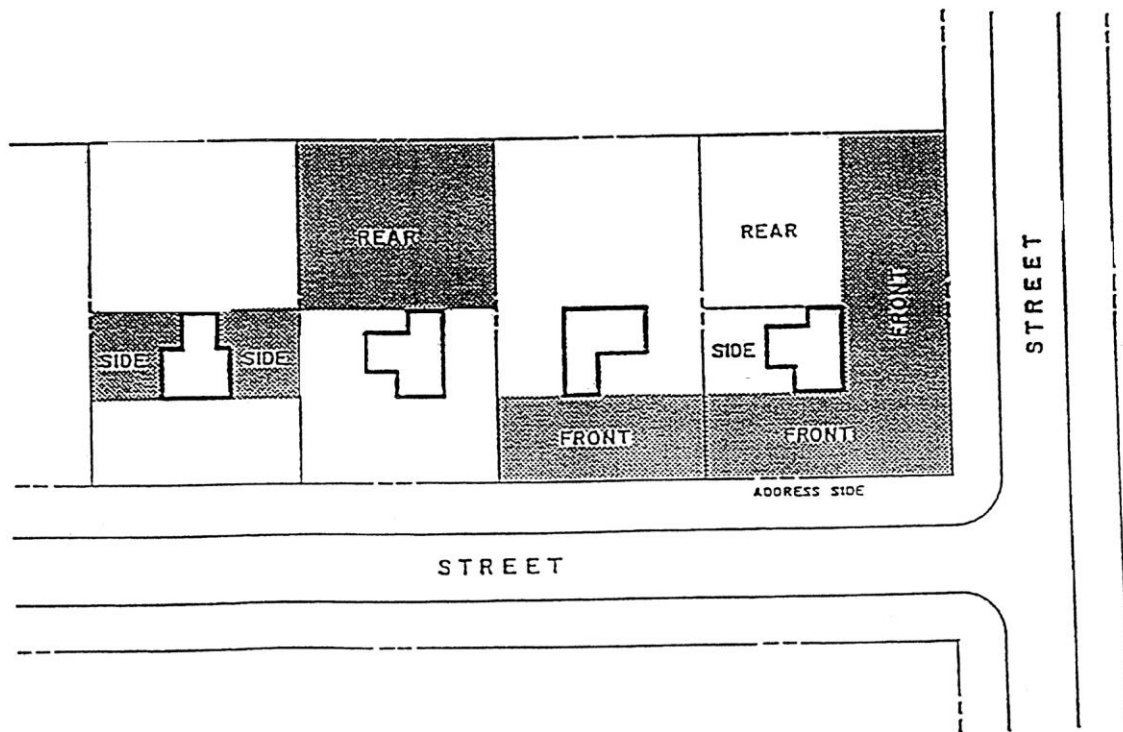 REAR
REAR
FRONT
STREET
SIDE
SIDE
SIDE
FRONT
FRONT
ADDRESS SIDE
STREET